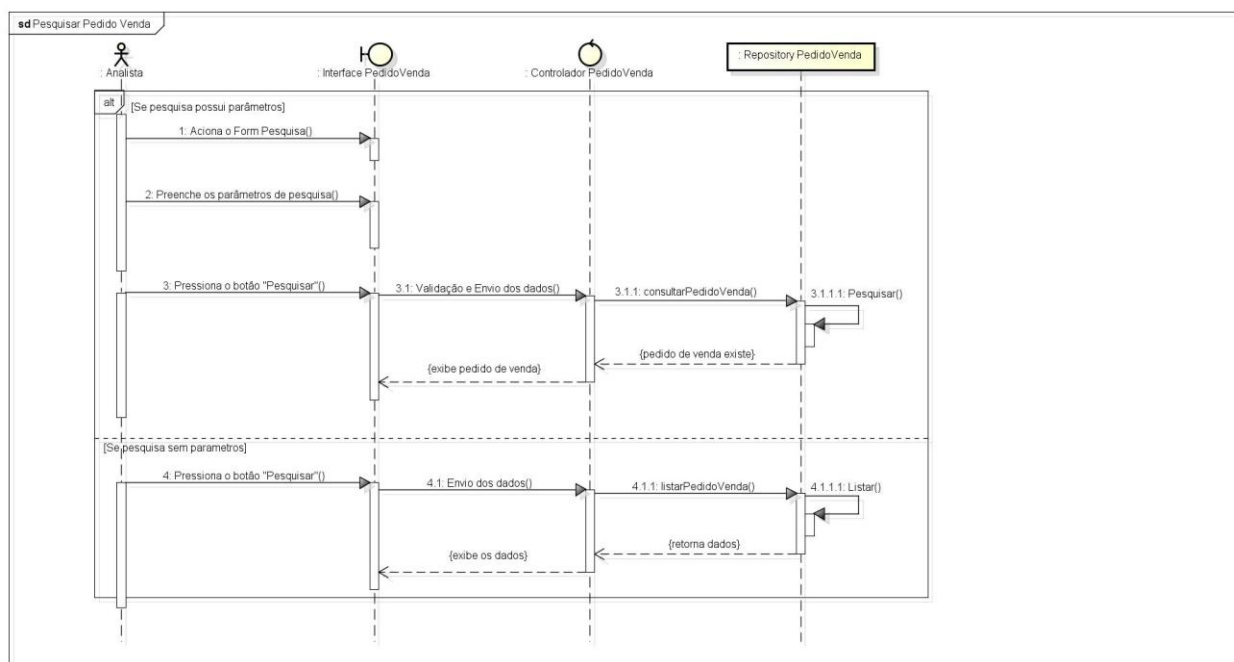 sd Pesquisar Pedido Venda
: Analista
: Interface PedidoVenda
: Controlador PedidoVenda
: Repository PedidoVenda
alt
[Se pesquisa possui parâmetros]
1: Aciona o Form Pesquisa()
2: Preenche os parâmetros de pesquisa()
3: Pressiona o botão "Pesquisar"()
3.1: Validação e Envio dos dados()
3.1.1: consultarPedidoVenda()
3.1.1.1: Pesquisar()
{pedido de venda existe}
{exibe pedido de venda}
[Se pesquisa sem parametros]
4: Pressiona o botão "Pesquisar"()
4.1: Envio dos dados()
4.1.1: listarPedidoVenda()
4.1.1.1: Listar()
{retorna dados}
{exibe os dados}